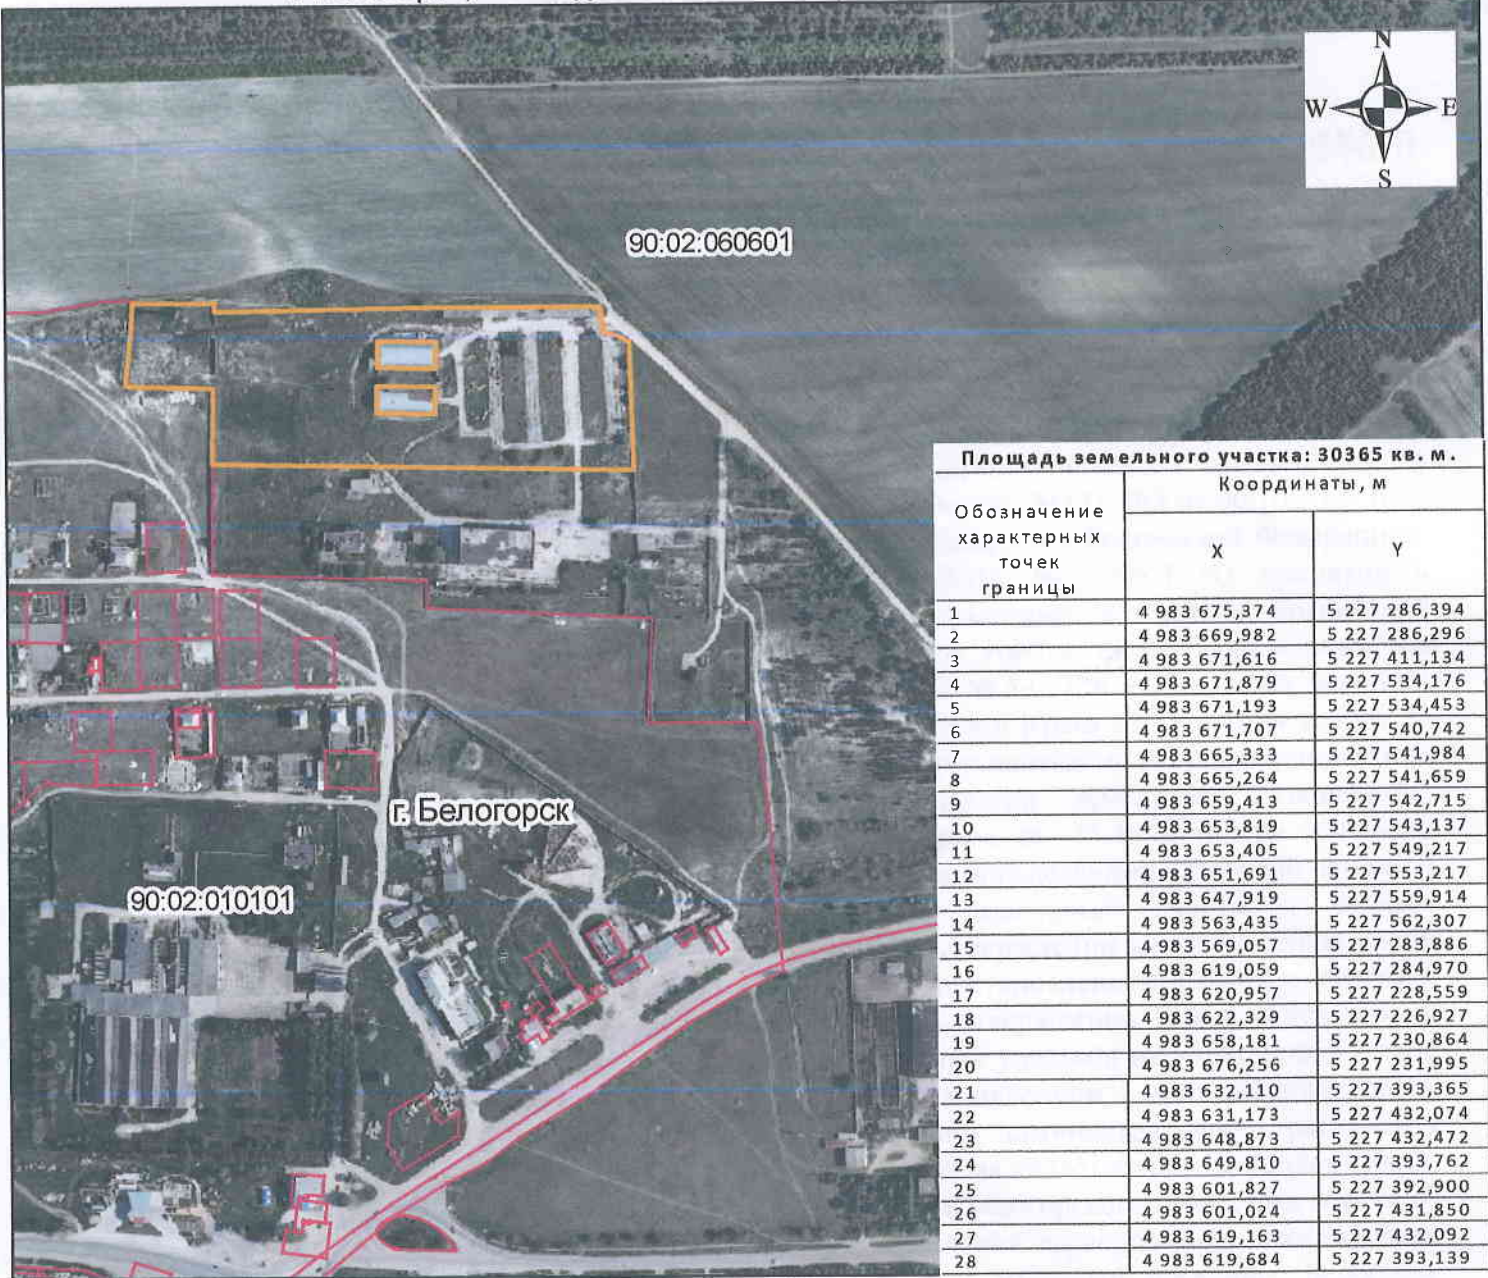 N
W E
S
90:02:060601
г. Белогорск
90:02:010101
Площадь земельного участка: 30365 кв. м.
Обозначение характерных точек границы
Координаты, м
X Y
1 4 983 675,374 5 227 286,394
2 4 983 669,982 5 227 286,296
3 4 983 671,616 5 227 411,134
4 4 983 671,879 5 227 534,176
5 4 983 671,193 5 227 534,453
6 4 983 671,707 5 227 540,742
7 4 983 665,333 5 227 541,984
8 4 983 665,264 5 227 541,659
9 4 983 659,413 5 227 542,715
10 4 983 653,819 5 227 543,137
11 4 983 653,405 5 227 549,217
12 4 983 651,691 5 227 553,217
13 4 983 647,919 5 227 559,914
14 4 983 563,435 5 227 562,307
15 4 983 569,057 5 227 283,886
16 4 983 619,059 5 227 284,970
17 4 983 620,957 5 227 228,559
18 4 983 622,329 5 227 226,927
19 4 983 658,181 5 227 230,864
20 4 983 676,256 5 227 231,995
21 4 983 632,110 5 227 393,365
22 4 983 631,173 5 227 432,074
23 4 983 648,873 5 227 432,472
24 4 983 649,810 5 227 393,762
25 4 983 601,827 5 227 392,900
26 4 983 601,024 5 227 431,850
27 4 983 619,163 5 227 432,092
28 4 983 619,684 5 227 393,139